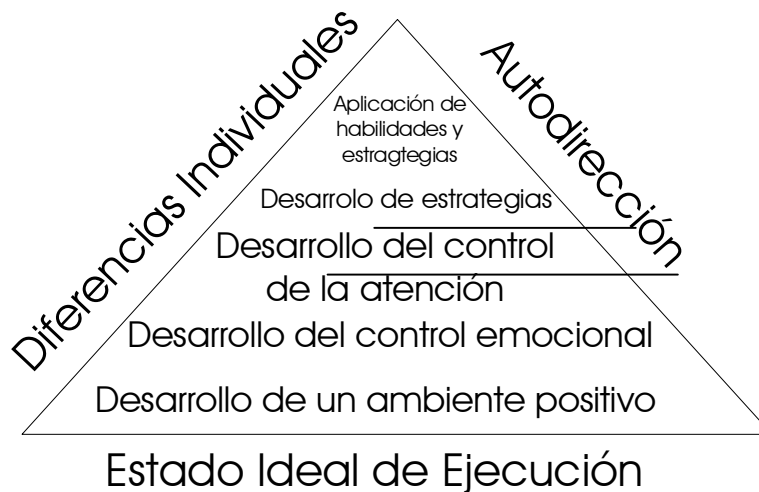 Diferencias Individuales
Autodirección
Aplicación de
habilidades y
estragtegias
Desarrolo de estrategias
Desarrollo del control
de la atención
Desarrollo del control emocional
Desarrollo de un ambiente positivo
Estado Ideal de Ejecución